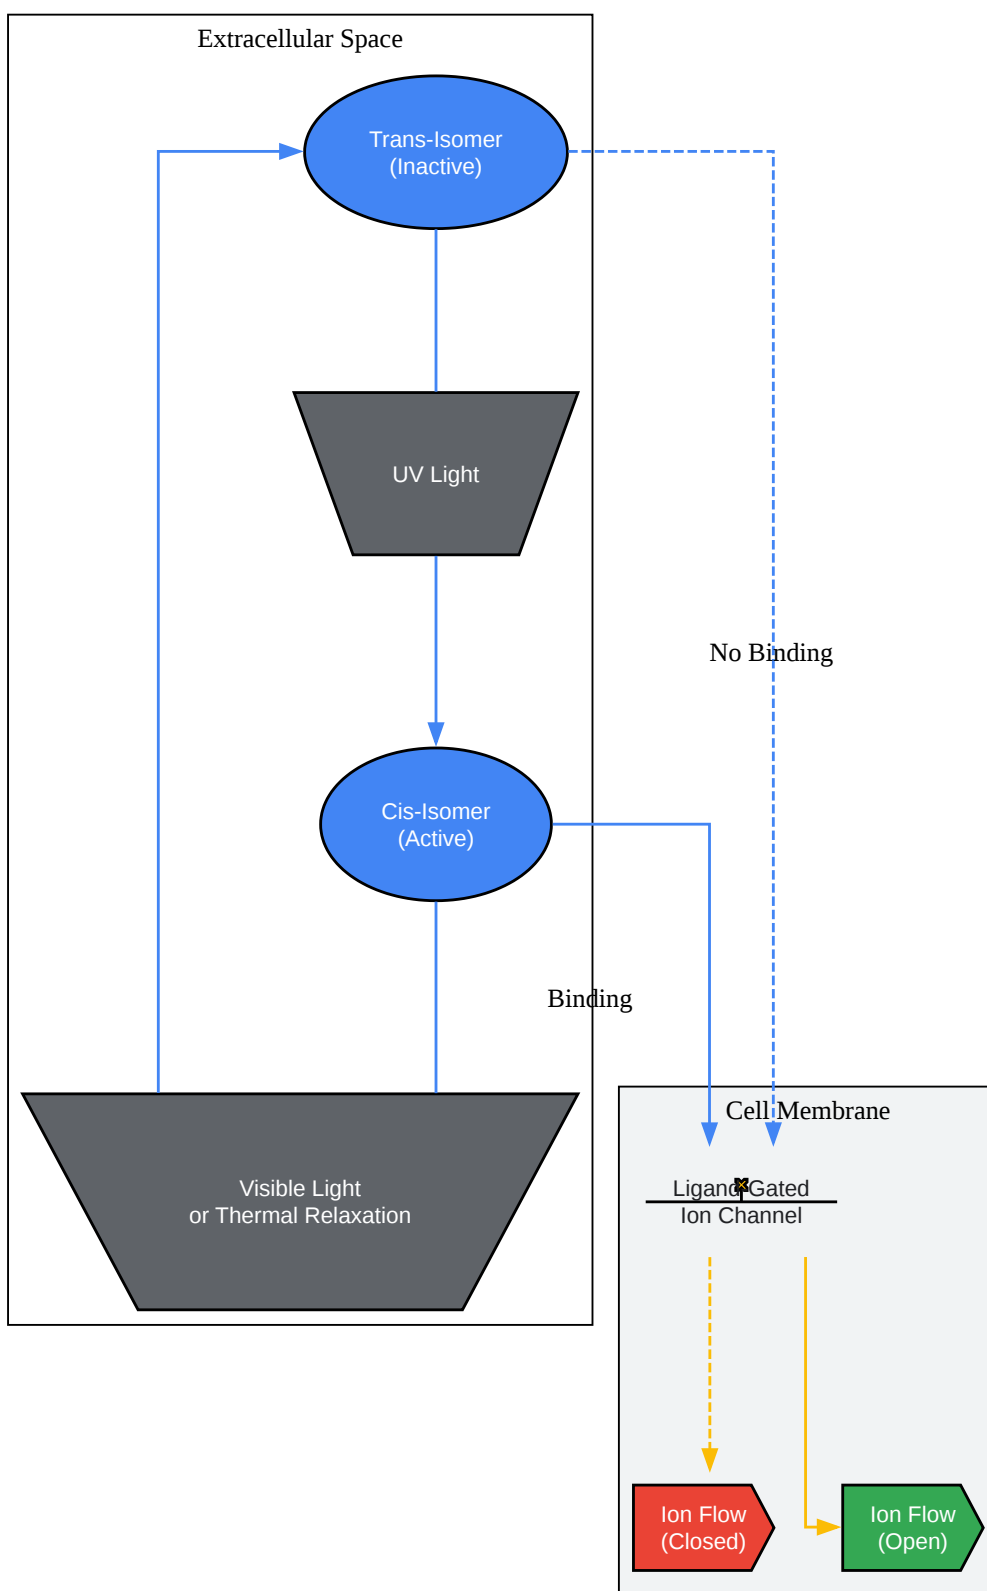 Extracellular Space
Trans-Isomer
(Inactive)
UV Light
No Binding
Cis-Isomer
(Active)
Binding
Visible Light
or Thermal Relaxation
Cell Membrane
Ligand-Gated
Ion Channel
Ion Flow
(Closed)
Ion Flow
(Open)